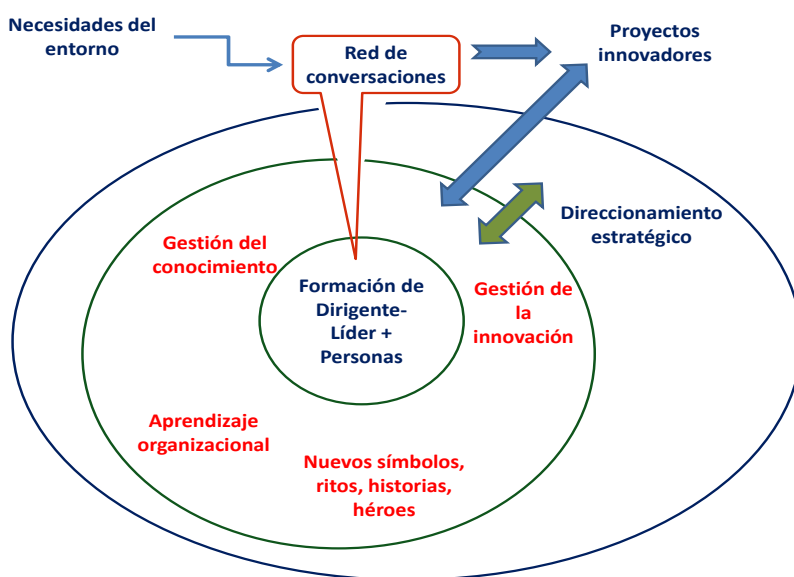 Necesidades del
entorno
Red de
conversaciones
Proyectos
innovadores
Direccionamiento
estratégico
Gestión del
conocimiento
Formación de
Dirigente-
Líder +
Personas
Gestión de
la
innovación
Aprendizaje
organizacional
Nuevos símbolos,
ritos, historias,
héroes